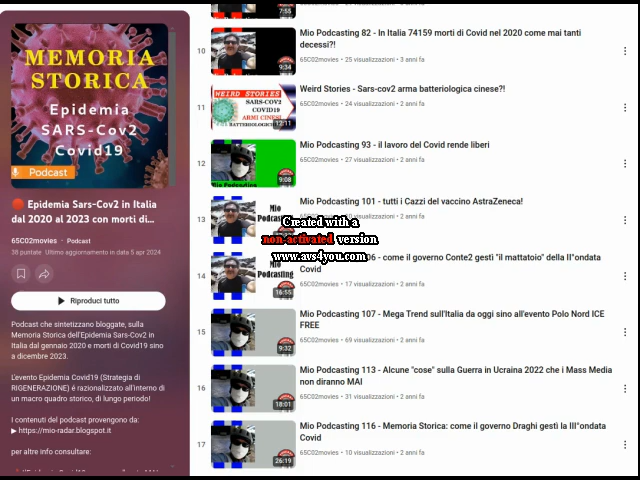 MEMORIA
STORICA
Epidemia
SARS-Cov2
Covid19
Podcast
Epidemia Sars-Cov2 in Italia
dal 2020 al 2023 con morti di...
65C02movies • Podcast
38 puntate Ultimo aggiornamento in data 5 apr 2024
Riproduci tutto
Podcast che sintetizzano bloggate, sulla
Memoria Storica dell'Epidemia Sars-Cov2 in
Italia dal gennaio 2020 e morti di Covid19 sino
a dicembre 2023.
L'evento Epidemia Covid19 (Strategia di
RIGENERAZIONE) é razionalizzato all'interno di
un macro quadro storico, di lungo periodo!
I contenuti del podcast provengono da:
▶ https://mio-radar.blogspot.it
per altre info consultare:
7:55
10
9:34
Mio Podcasting 82 - In Italia 74159 morti di Covid nel 2020 come mai tanti
decessi?!
65C02movies • 25 visualizzazioni • 3 anni fa
11
WEIRD STORIES
SARS-COV2
COVID19
ARMI CINESI
BATTERIOLOGIC
12:11
Weird Stories - Sars-cov2 arma batteriologica cinese?!
65C02movies • 24 visualizzazioni • 2 anni fa
12
Mio Podcasting
9:08
Mio Podcasting 93 - il lavoro del Covid rende liberi
65C02movies • 27 visualizzazioni • 2 anni fa
13
Mio
Podcasting
Mio Podcasting 101 - tutti i Cazzi del vaccino AstraZeneca!
visualizzazioni • 2 anni fa
Created with a
non-activated version
www.avs4you.com
14
Mio
Podcasting
16:55
06 - come il governo Conte2 gestì "il mattatoio" della II°ondata
Covid
65C02movies • 17 visualizzazioni • 2 anni fa
15
9:32
Mio Podcasting 107 - Mega Trend sull'Italia da oggi sino all'evento Polo Nord ICE
FREE
65C02movies • 69 visualizzazioni • 2 anni fa
16
18:01
Mio Podcasting 113 - Alcune "cose" sulla Guerra in Ucraina 2022 che i Mass Media
non diranno MAI
65C02movies • 31 visualizzazioni • 2 anni fa
17
26:19
Mio Podcasting 116 - Memoria Storica: come il governo Draghi gestì la III°ondata
Covid
65C02movies • 10 visualizzazioni • 2 anni fa